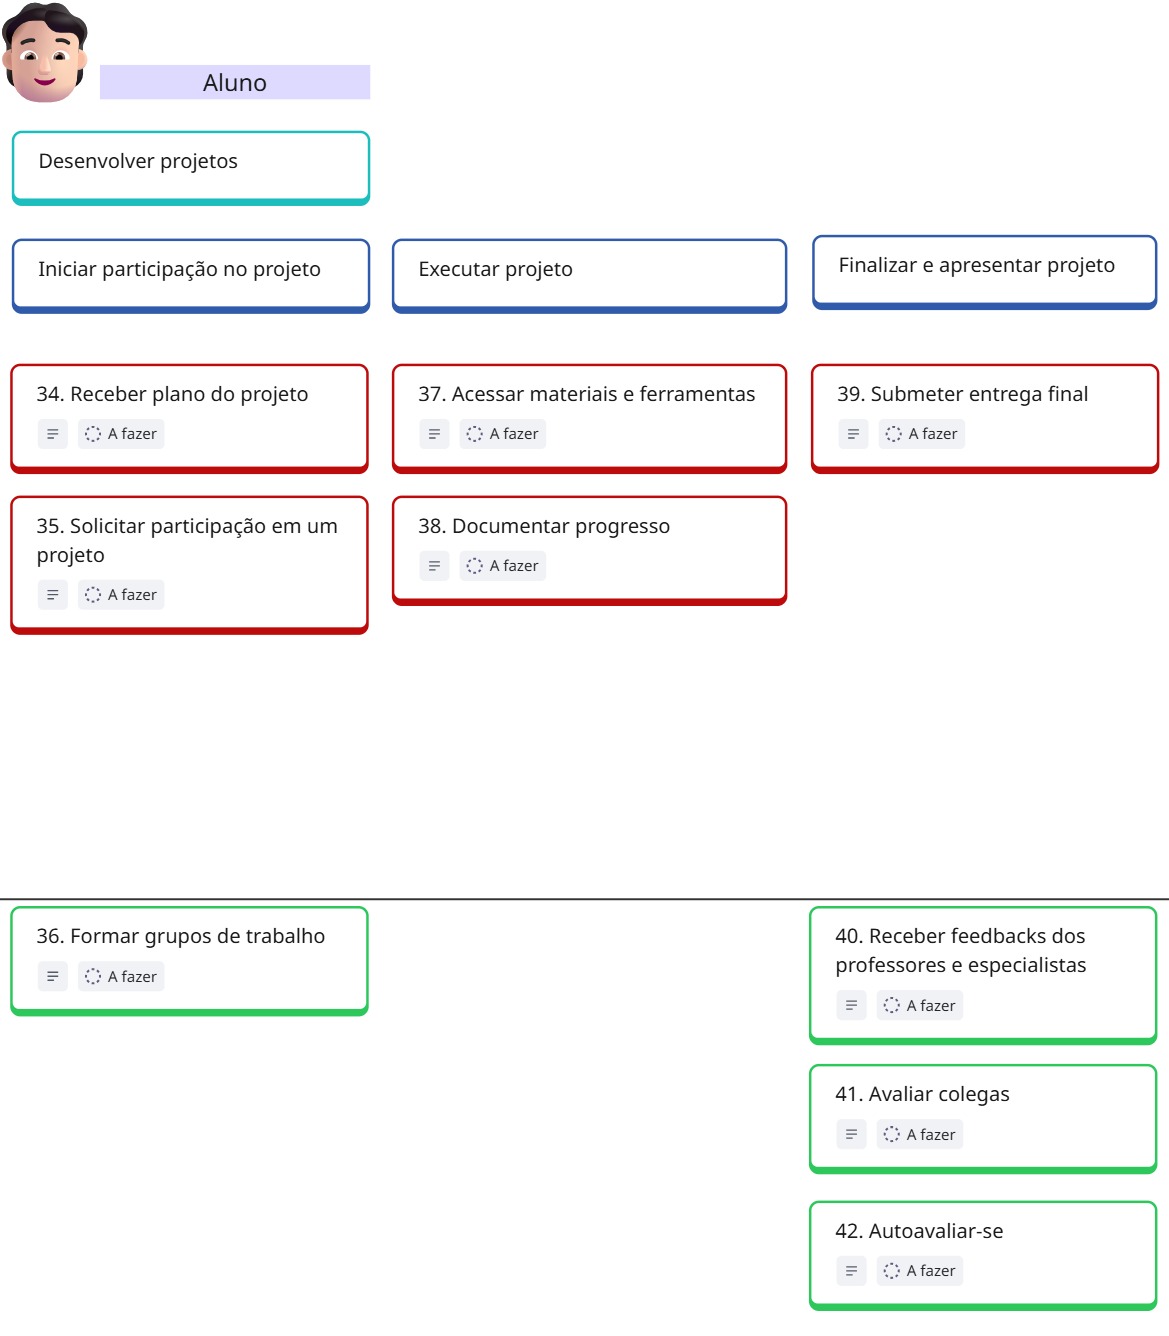 Aluno
Desenvolver projetos
Iniciar participação no projeto
Executar projeto
Finalizar e apresentar projeto
34. Receber plano do projeto
A fazer
37. Acessar materiais e ferramentas
A fazer
39. Submeter entrega final
A fazer
35. Solicitar participação em um
projeto
A fazer
38. Documentar progresso
A fazer
36. Formar grupos de trabalho
A fazer
40. Receber feedbacks dos
professores e especialistas
A fazer
41. Avaliar colegas
A fazer
42. Autoavaliar-se
A fazer